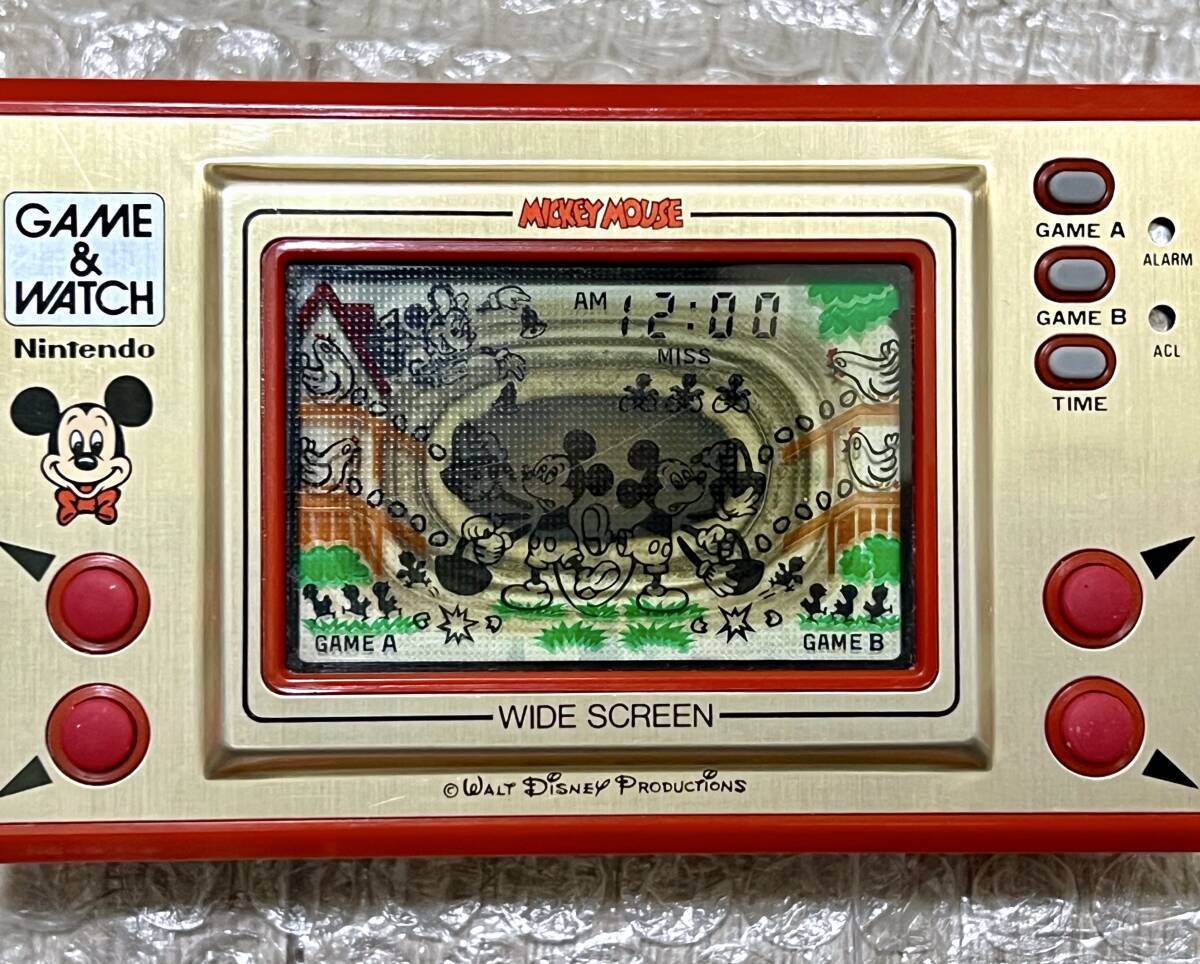 GAME
&
WATCH
Nintendo
MICKEY MOUSE
AM 12:00
MISS
GAME A
GAME B
WIDE SCREEN
© WALT DISNEY PRODUCTIONS
GAME A
ALARM
GAME B
ACL
TIME